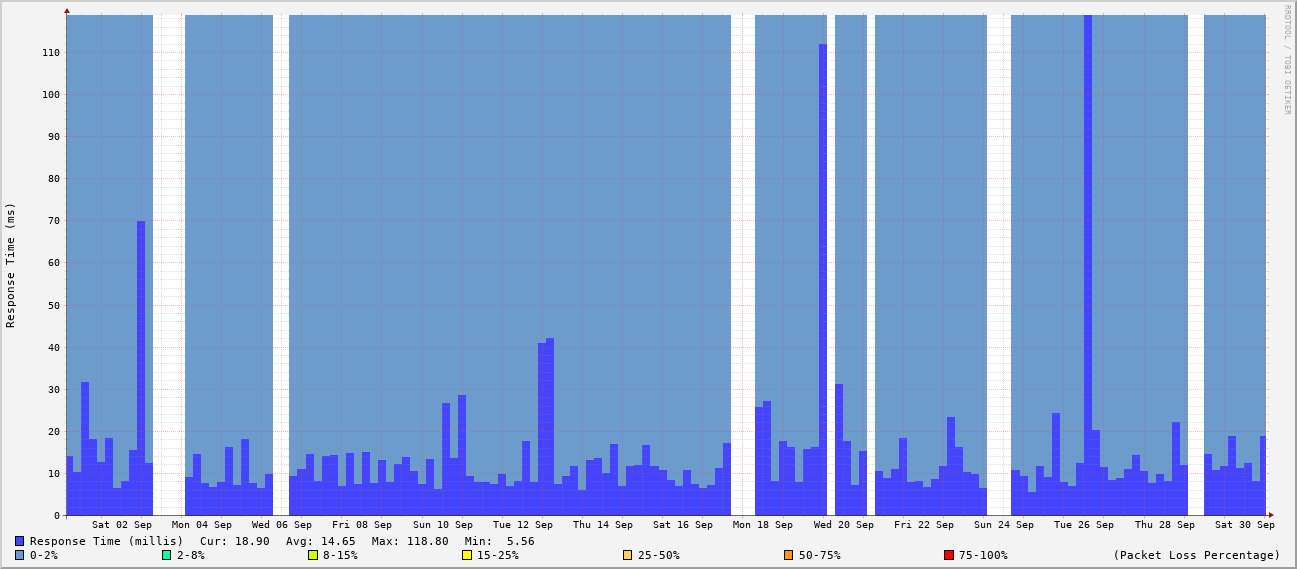 RRDTOOL / TOBI OETIKER
Response Time (ms)
110
100
90
80
70
60
50
40
30
20
10
0
Sat 02 Sep Mon 04 Sep Wed 06 Sep Fri 08 Sep Sun 10 Sep Tue 12 Sep Thu 14 Sep Sat 16 Sep Mon 18 Sep Wed 20 Sep Fri 22 Sep Sun 24 Sep Tue 26 Sep Thu 28 Sep Sat 30 Sep
Response Time (millis) Cur: 18.90 Avg: 14.65 Max: 118.80 Min: 5.56
0-2% 2-8% 8-15% 15-25% 25-50% 50-75% 75-100% (Packet Loss Percentage)